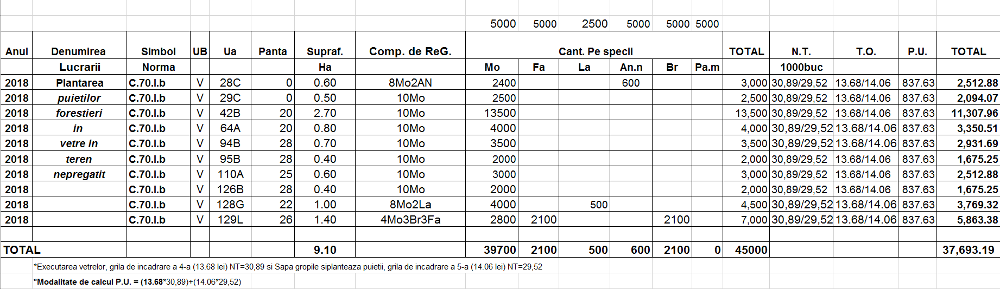 5000 5000 2500 5000 5000 5000
Anul Denumirea Simbol UB Ua Panta Supraf. Comp. de ReG. Cant. Pe specii TOTAL N.T. T.O. P.U. TOTAL
Lucrarii Norma Ha Mo Fa La An.n Br Pa.m 1000buc
2018 Plantarea C.70.I.b V 28C 0 0.60 8Mo2AN 2400 600 3,000 30,89/29,52 13.68/14.06 837.63 2,512.88
2018 puietilor C.70.I.b V 29C 0 0.50 10Mo 2500 2,500 30,89/29,52 13.68/14.06 837.63 2,094.07
2018 forestieri C.70.I.b V 42B 20 2.70 10Mo 13500 13,500 30,89/29,52 13.68/14.06 837.63 11,307.96
2018 in C.70.I.b V 64A 20 0.80 10Mo 4000 4,000 30,89/29,52 13.68/14.06 837.63 3,350.51
2018 vetre in C.70.I.b V 94B 28 0.70 10Mo 3500 3,500 30,89/29,52 13.68/14.06 837.63 2,931.69
2018 teren C.70.I.b V 95B 28 0.40 10Mo 2000 2,000 30,89/29,52 13.68/14.06 837.63 1,675.25
2018 nepregatit C.70.I.b V 110A 25 0.60 10Mo 3000 3,000 30,89/29,52 13.68/14.06 837.63 2,512.88
2018 C.70.I.b V 126B 28 0.40 10Mo 2000 2,000 30,89/29,52 13.68/14.06 837.63 1,675.25
2018 C.70.I.b V 128G 22 1.00 8Mo2La 4000 500 4,500 30,89/29,52 13.68/14.06 837.63 3,769.32
2018 C.70.I.b V 129L 26 1.40 4Mo3Br3Fa 2800 2100 2100 7,000 30,89/29,52 13.68/14.06 837.63 5,863.38
TOTAL 9.10 39700 2100 500 600 2100 0 45000 37,693.19
*Executarea vetrelor, grila de incadrare a 4-a (13.68 lei) NT=30,89 si Sapa gropile siplanteaza puietii, grila de incadrare a 5-a (14.06 lei) NT=29,52
*Modalitate de calcul P.U. = (13.68*30,89)+(14.06*29,52)